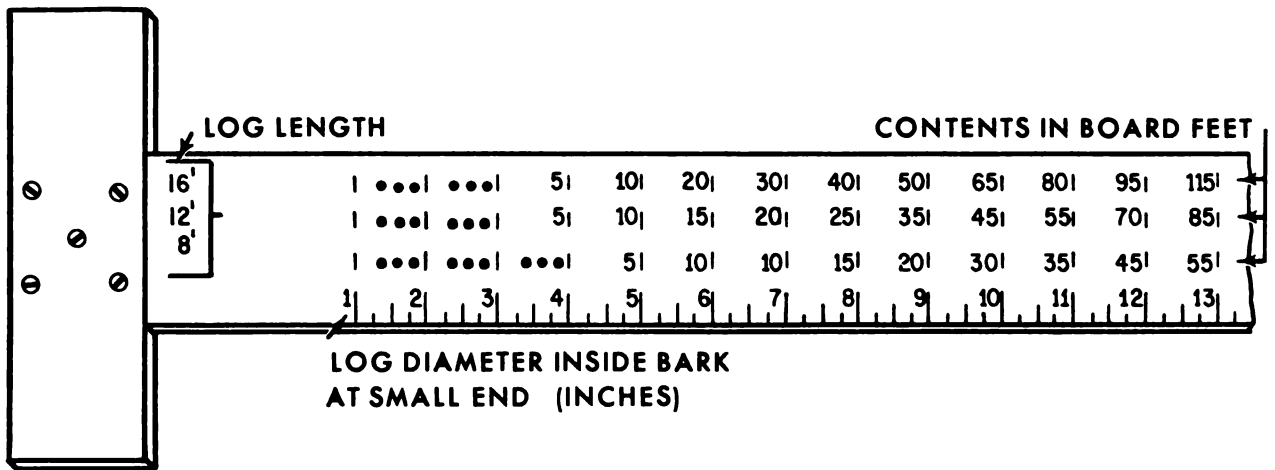 LOG LENGTH
CONTENTS IN BOARD FEET
16' | •••| •••| 5| 10| 20| 30| 40| 50| 65| 80| 95| 115|
12' | •••| •••| 5| 10| 15| 20| 25| 35| 45| 55| 70| 85|
8' | •••| •••| •••| 5| 10| 10| 15| 20| 30| 35| 45| 55|
1 2 3 4 5 6 7 8 9 10 11 12 13
LOG DIAMETER INSIDE BARK
AT SMALL END (INCHES)